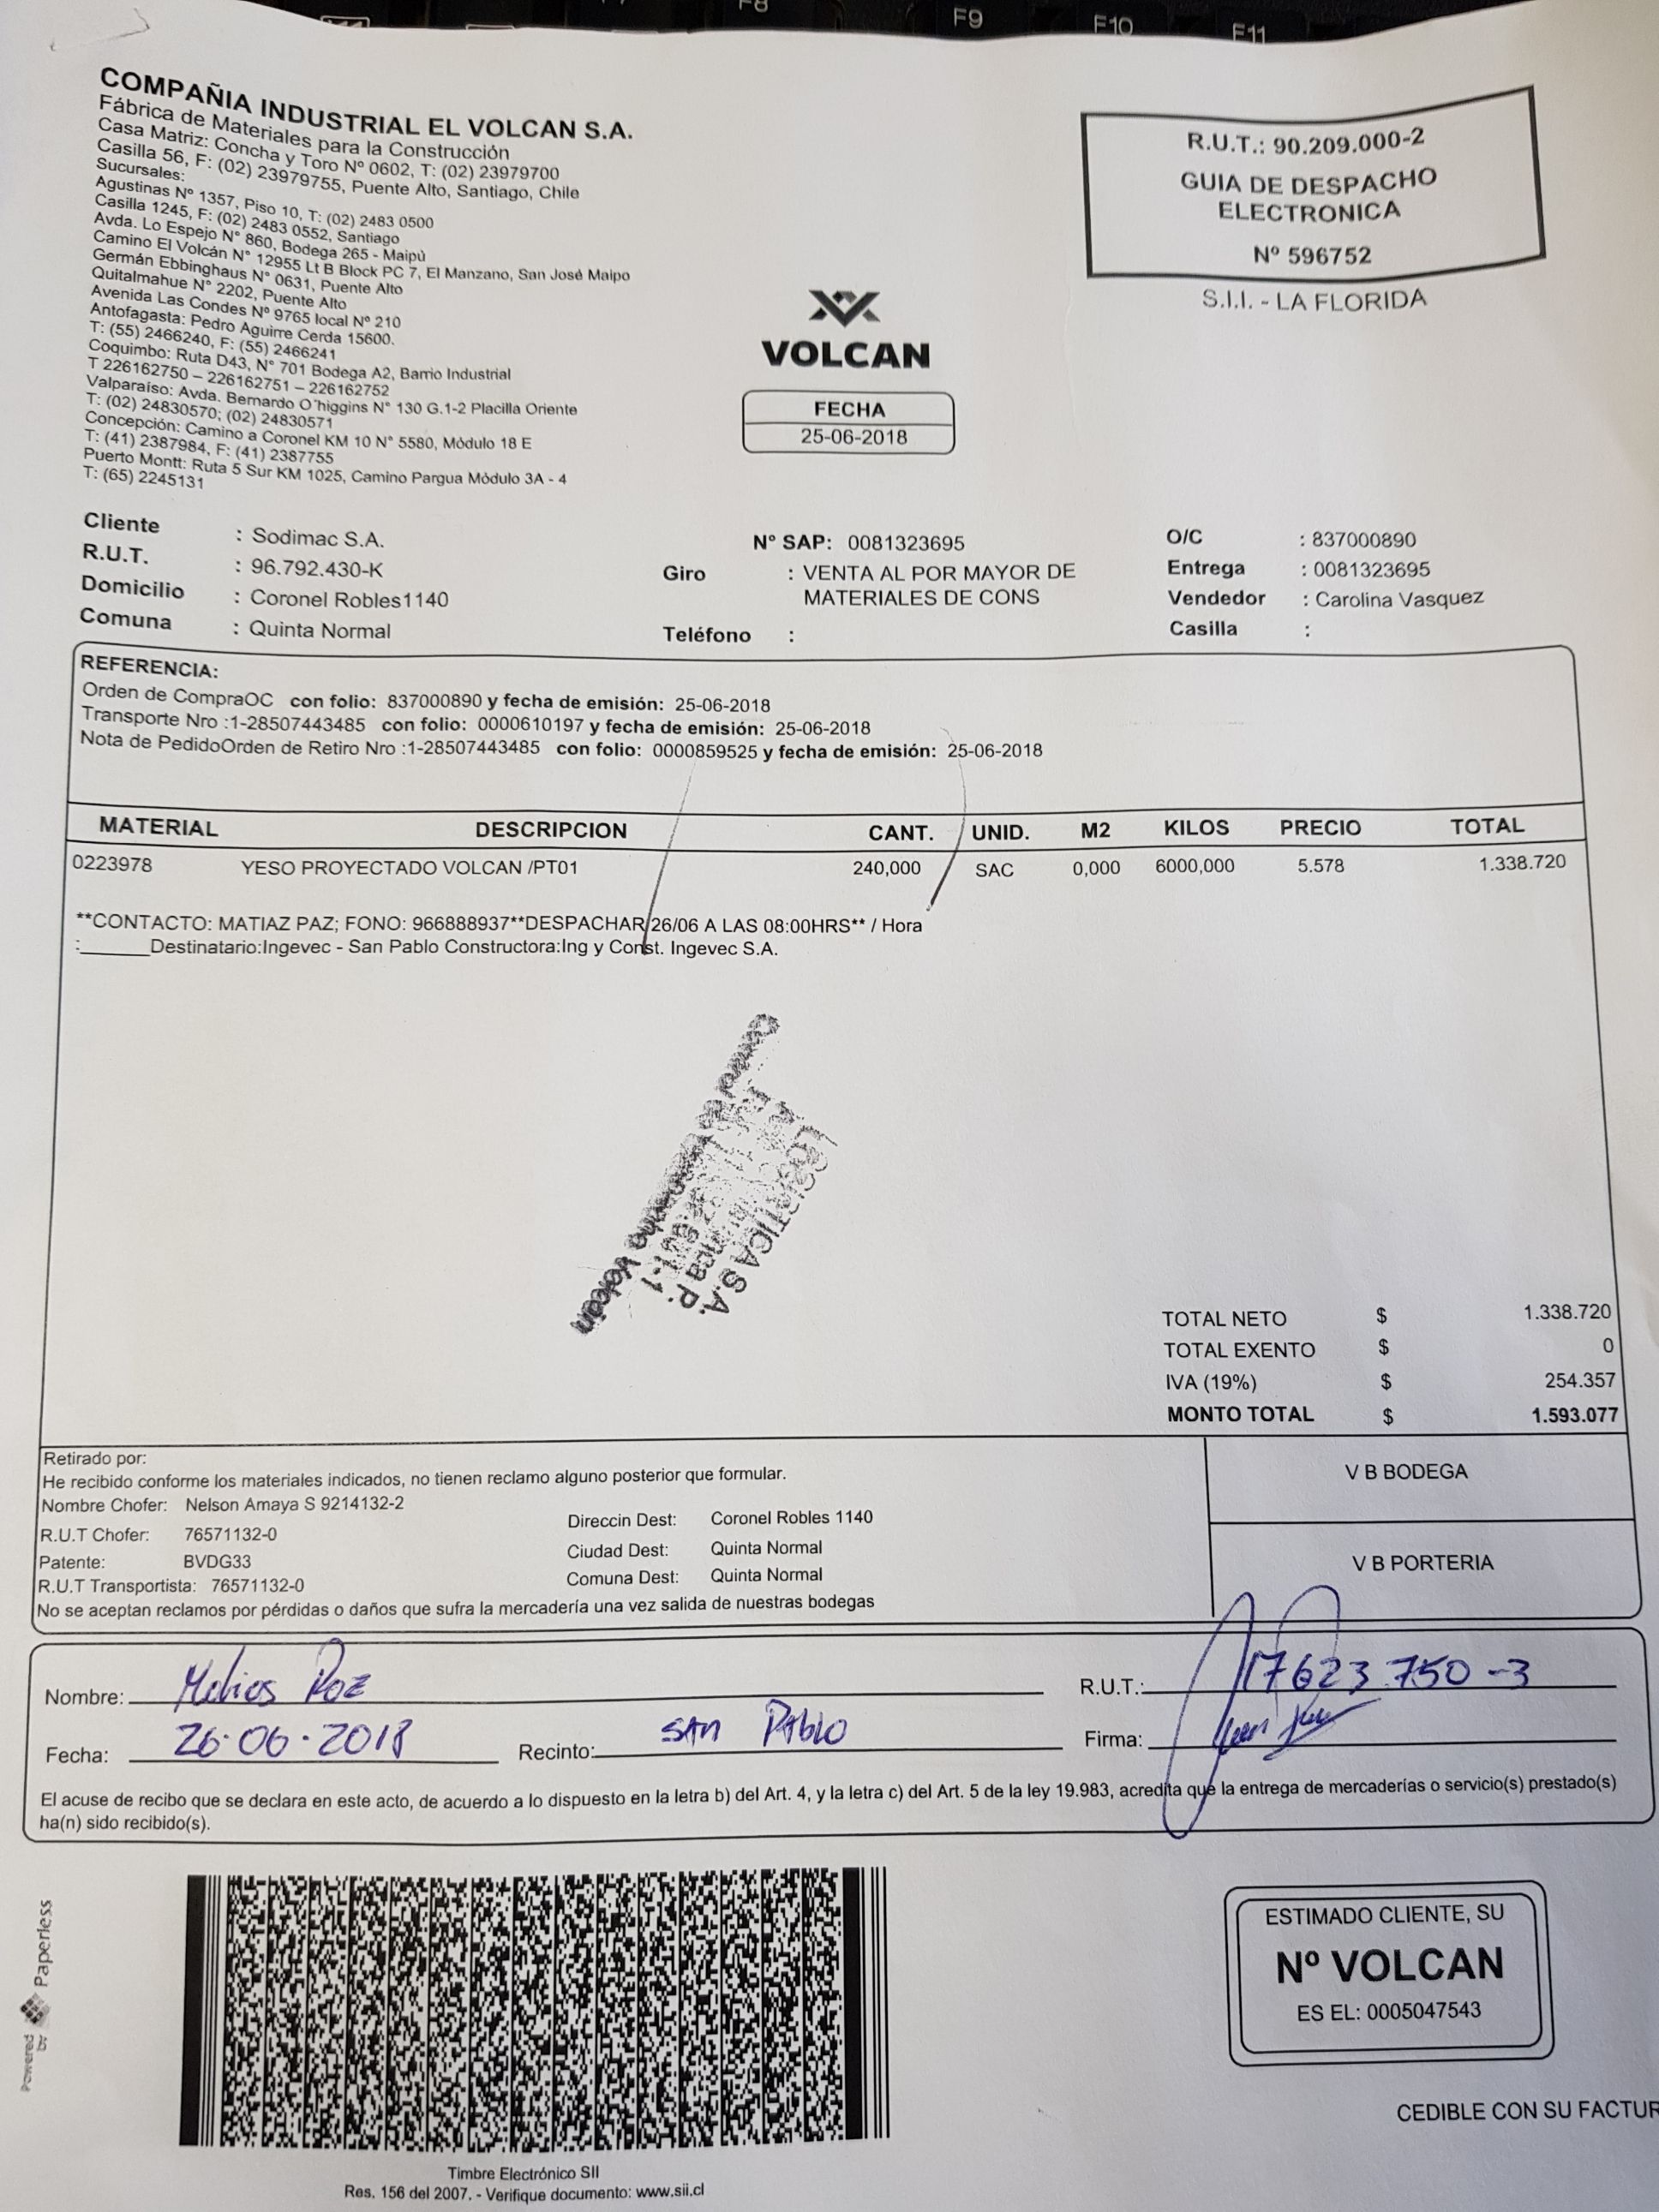 F8 F9 F10 F11
COMPAÑIA INDUSTRIAL EL VOLCAN S.A.
Fábrica de Materiales para la Construcción
Casa Matriz: Concha y Toro Nº 0602, T: (02) 23979700
Casilla 56, F: (02) 23979755, Puente Alto, Santiago, Chile
Sucursales:
Agustinas Nº 1357, Piso 10, T: (02) 2483 0500
Casilla 1245, F: (02) 2483 0552, Santiago
Avda. Lo Espejo N° 860, Bodega 265 - Maipù
Camino El Volcán N° 12955 Lt B Block PC 7, El Manzano, San José Maipo
Germán Ebbinghaus N° 0631, Puente Alto
Quitalmahue N° 2202, Puente Alto
Avenida Las Condes Nº 9765 local Nº 210
Antofagasta: Pedro Aguirre Cerda 15600.
T: (55) 2466240, F: (55) 2466241
Coquimbo: Ruta D43, N° 701 Bodega A2, Barrio Industrial
T 226162750 – 226162751 – 226162752
Valparaíso: Avda. Bernardo O´higgins N° 130 G.1-2 Placilla Oriente
T: (02) 24830570; (02) 24830571
Concepción: Camino a Coronel KM 10 N° 5580, Módulo 18 E
T: (41) 2387984, F: (41) 2387755
Puerto Montt: Ruta 5 Sur KM 1025, Camino Pargua Módulo 3A - 4
T: (65) 2245131
R.U.T.: 90.209.000-2
GUIA DE DESPACHO
ELECTRONICA
Nº 596752
S.I.I. - LA FLORIDA
VOLCAN
FECHA
25-06-2018
Cliente : Sodimac S.A.
R.U.T. : 96.792.430-K
Domicilio : Coronel Robles1140
Comuna : Quinta Normal
N° SAP: 0081323695
Giro : VENTA AL POR MAYOR DE
MATERIALES DE CONS
Teléfono :
O/C : 837000890
Entrega : 0081323695
Vendedor : Carolina Vasquez
Casilla :
REFERENCIA:
Orden de CompraOC con folio: 837000890 y fecha de emisión: 25-06-2018
Transporte Nro :1-28507443485 con folio: 0000610197 y fecha de emisión: 25-06-2018
Nota de PedidoOrden de Retiro Nro :1-28507443485 con folio: 0000859525 y fecha de emisión: 25-06-2018
MATERIAL DESCRIPCION CANT. UNID. M2 KILOS PRECIO TOTAL
0223978 YESO PROYECTADO VOLCAN /PT01 240,000 SAC 0,000 6000,000 5.578 1.338.720
**CONTACTO: MATIAZ PAZ; FONO: 966888937**DESPACHAR 26/06 A LAS 08:00HRS** / Hora
:______Destinatario:Ingevec - San Pablo Constructora:Ing y Const. Ingevec S.A.
LOGISTICA S.A.
Volcán
TOTAL NETO $ 1.338.720
TOTAL EXENTO $ 0
IVA (19%) $ 254.357
MONTO TOTAL $ 1.593.077
Retirado por:
He recibido conforme los materiales indicados, no tienen reclamo alguno posterior que formular.
Nombre Chofer: Nelson Amaya S 9214132-2
R.U.T Chofer: 76571132-0
Patente: BVDG33
R.U.T Transportista: 76571132-0
Direccin Dest: Coronel Robles 1140
Ciudad Dest: Quinta Normal
Comuna Dest: Quinta Normal
No se aceptan reclamos por pérdidas o daños que sufra la mercadería una vez salida de nuestras bodegas
V B BODEGA
V B PORTERIA
Nombre: Matias Paz
R.U.T.: 17623.750-3
Fecha: 26.06.2018 Recinto: SAN PABLO Firma:
El acuse de recibo que se declara en este acto, de acuerdo a lo dispuesto en la letra b) del Art. 4, y la letra c) del Art. 5 de la ley 19.983, acredita que la entrega de mercaderías o servicio(s) prestado(s)
ha(n) sido recibido(s).
Powered by Paperless
Timbre Electrónico SII
Res. 156 del 2007. - Verifique documento: www.sii.cl
ESTIMADO CLIENTE, SU
Nº VOLCAN
ES EL: 0005047543
CEDIBLE CON SU FACTUR